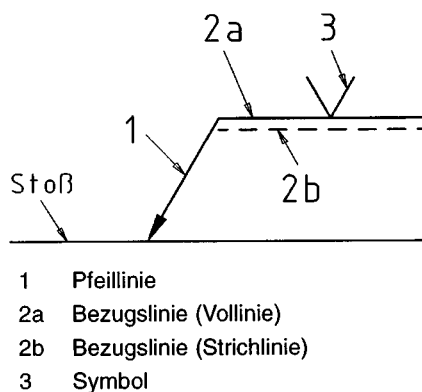 2a
3
1
Stoß
2b
1 Pfeillinie
2a Bezugslinie (Vollinie)
2b Bezugslinie (Strichlinie)
3 Symbol